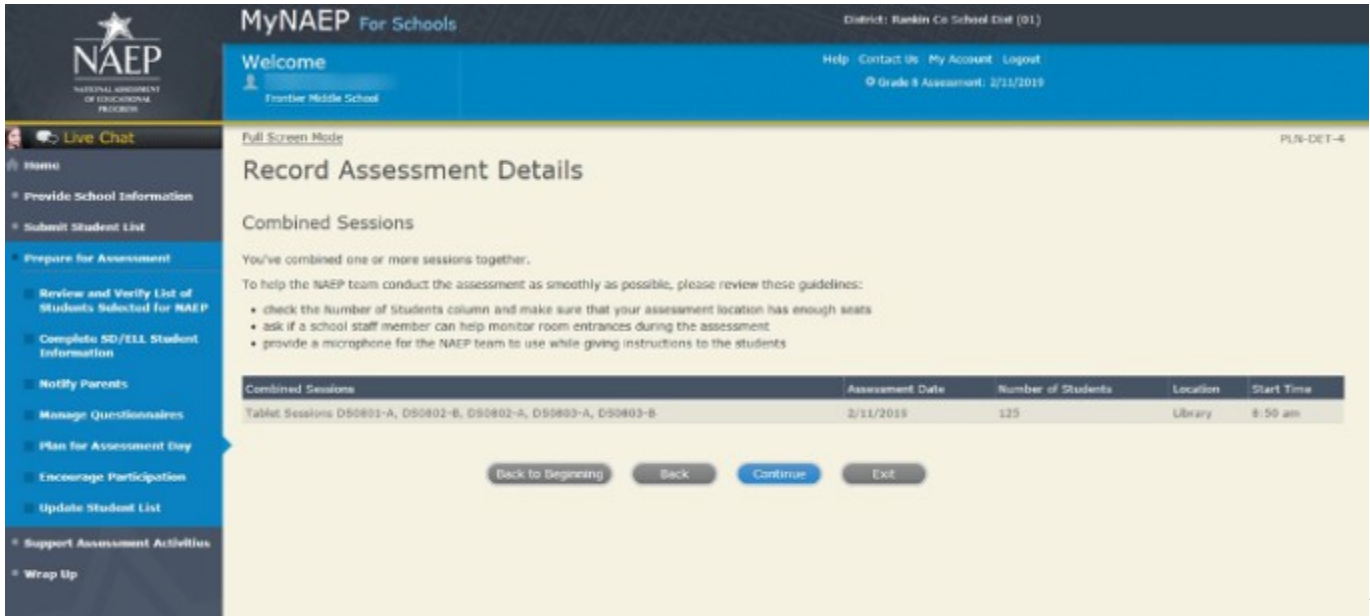 MyNAEP For Schools
District: Rankin Co School Dist (01)
NAEP
NATIONAL ASSESSMENT
OF EDUCATIONAL
PROGRESS
Welcome
Frontier Middle School
Help Contact Us My Account Logout
Grade 8 Assessment: 2/11/2019
Live Chat
Home
Provide School Information
Submit Student List
Prepare for Assessment
Review and Verify List of
Students Selected for NAEP
Complete SD/ELL Student
Information
Notify Parents
Manage Questionnaires
Plan for Assessment Day
Encourage Participation
Update Student List
Support Assessment Activities
Wrap Up
Full Screen Mode
PLN-DET-4
Record Assessment Details
Combined Sessions
You've combined one or more sessions together.
To help the NAEP team conduct the assessment as smoothly as possible, please review these guidelines:
• check the Number of Students column and make sure that your assessment location has enough seats
• ask if a school staff member can help monitor room entrances during the assessment
• provide a microphone for the NAEP team to use while giving instructions to the students
Combined Sessions Assessment Date Number of Students Location Start Time
Tablet Sessions DS0801-A, DS0802-B, DS0802-A, DS0803-A, DS0803-B 2/11/2019 125 Library 8:50 am
Back to Beginning Back Continue Exit